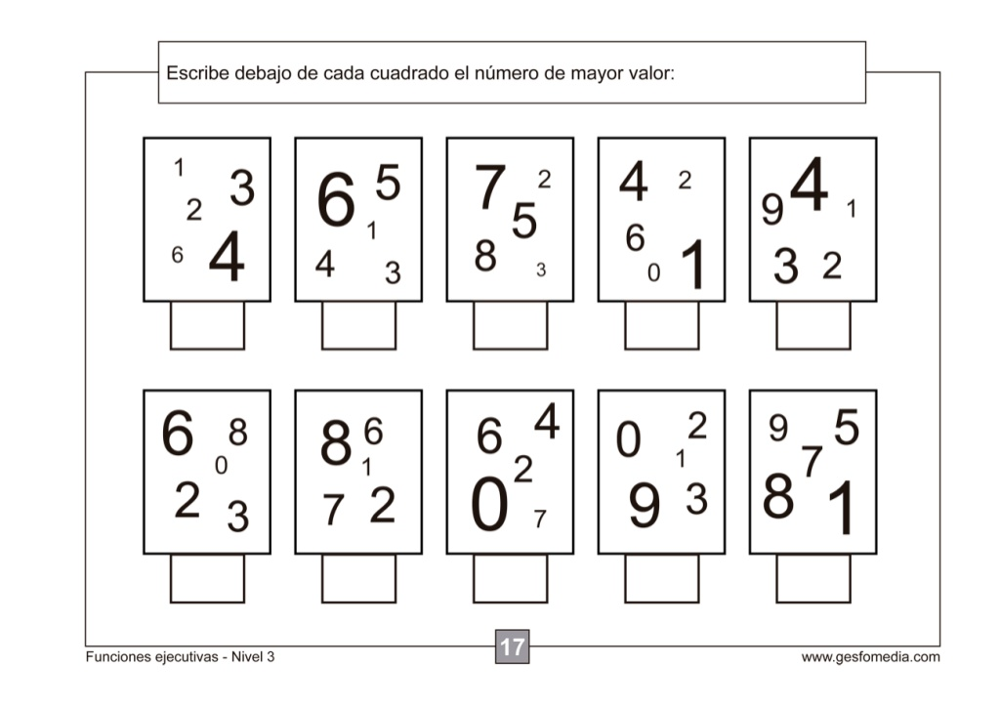 Escribe debajo de cada cuadrado el número de mayor valor:
1 3 2 6 4
6 5 1 4 3
7 2 5 8 3
4 2 6 0 1
4 9 1 3 2
6 8 0 2 3
8 6 1 7 2
6 4 2 0 7
0 2 1 9 3
9 5 7 8 1
17
Funciones ejecutivas - Nivel 3
www.gesfomedia.com